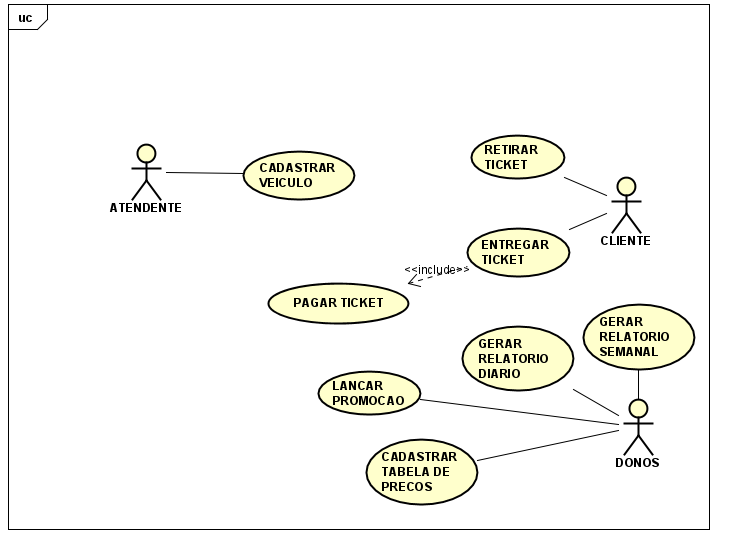 uc
RETIRAR
TICKET
CADASTRAR
VEICULO
ATENDENTE
CLIENTE
ENTREGAR
TICKET
<<include>>
PAGAR TICKET
GERAR
RELATORIO
SEMANAL
GERAR
RELATORIO
DIARIO
LANCAR
PROMOCAO
DONOS
CADASTRAR
TABELA DE
PRECOS